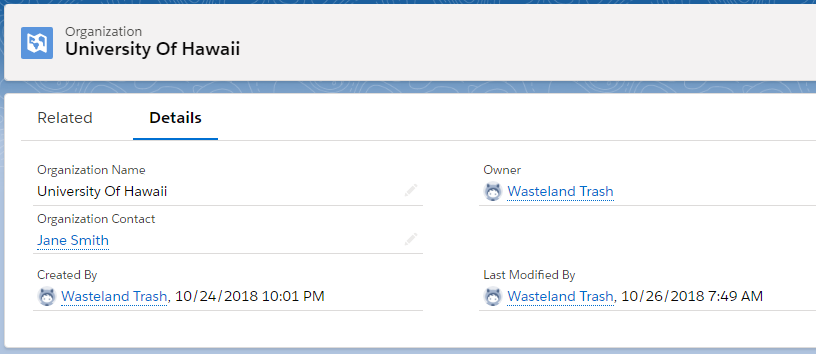 Organization
University Of Hawaii
Related Details
Organization Name
University Of Hawaii
Owner
Wasteland Trash
Organization Contact
Jane Smith
Created By
Wasteland Trash, 10/24/2018 10:01 PM
Last Modified By
Wasteland Trash, 10/26/2018 7:49 AM